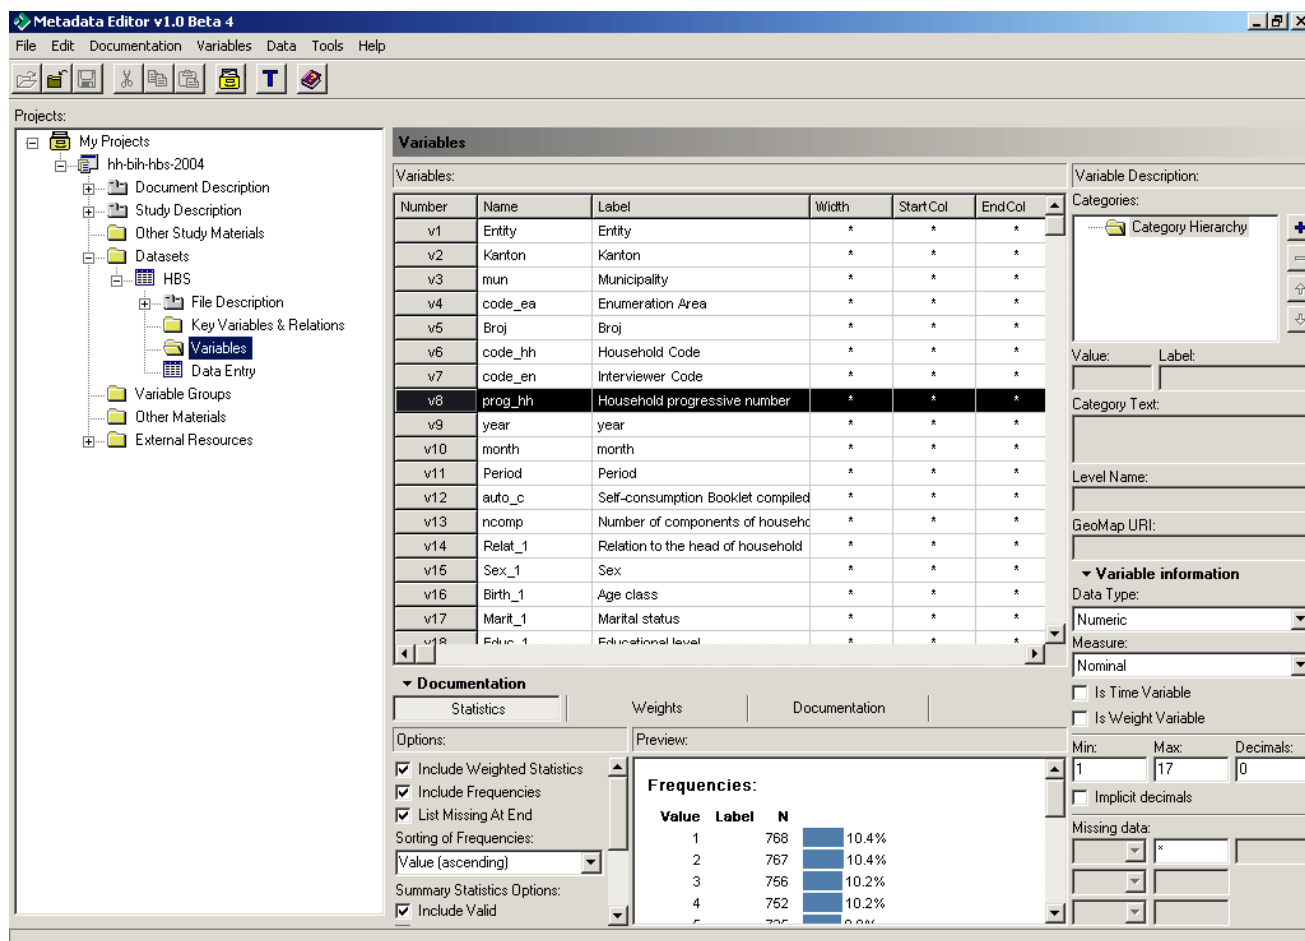 Metadata Editor v1.0 Beta 4
File Edit Documentation Variables Data Tools Help
T
Projects:
My Projects
hh-bih-hbs-2004
Document Description
Study Description
Other Study Materials
Datasets
HBS
File Description
Key Variables & Relations
Variables
Data Entry
Variable Groups
Other Materials
External Resources
Variables
Variables:
Number Name Label Width StartCol EndCol
v1 Entity Entity * * *
v2 Kanton Kanton * * *
v3 mun Municipality * * *
v4 code_ea Enumeration Area * * *
v5 Broj Broj * * *
v6 code_hh Household Code * * *
v7 code_en Interviewer Code * * *
v8 prog_hh Household progressive number * * *
v9 year year * * *
v10 month month * * *
v11 Period Period * * *
v12 auto_c Self-consumption Booklet compiled * * *
v13 ncomp Number of components of househo * * *
v14 Relat_1 Relation to the head of household * * *
v15 Sex_1 Sex * * *
v16 Birth_1 Age class * * *
v17 Marit_1 Marital status * * *
v18 Educ_1 Educational level * * *
Documentation
Statistics Weights Documentation
Options:
Include Weighted Statistics
Include Frequencies
List Missing At End
Sorting of Frequencies:
Value (ascending)
Summary Statistics Options:
Include Valid
Preview:
Frequencies:
Value Label N
1 768 10.4%
2 767 10.4%
3 756 10.2%
4 752 10.2%
Variable Description:
Categories:
Category Hierarchy
Value: Label:
Category Text:
Level Name:
GeoMap URI:
Variable information
Data Type:
Numeric
Measure:
Nominal
Is Time Variable
Is Weight Variable
Min: Max: Decimals:
1 17 0
Implicit decimals
Missing data:
*